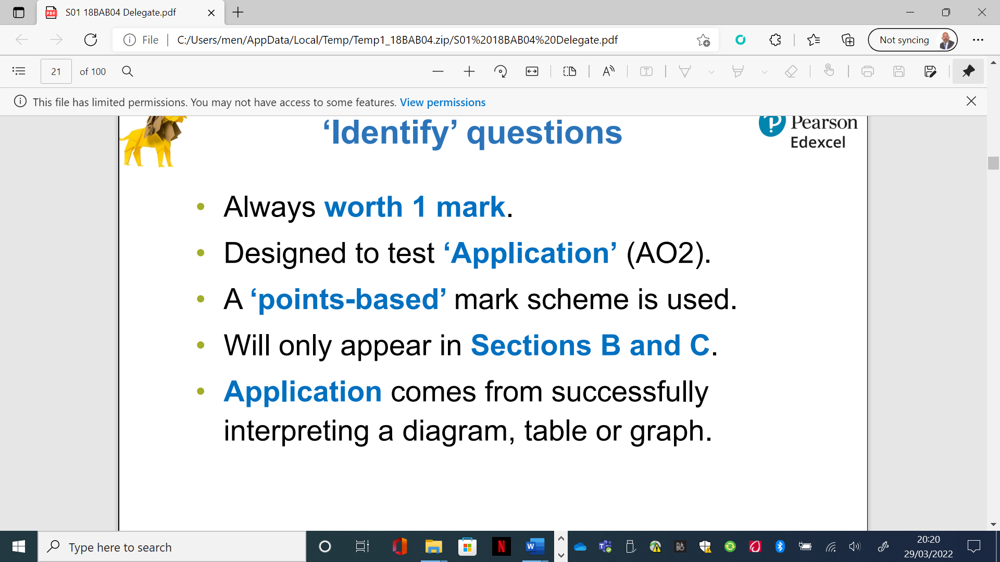 S01 18BAB04 Delegate.pdf
File
C:/Users/men/AppData/Local/Temp/Temp1_18BAB04.zip/S01%2018BAB04%20Delegate.pdf
Not syncing
21 of 100
This file has limited permissions. You may not have access to some features. View permissions
‘Identify’ questions
Pearson
Edexcel
• Always worth 1 mark.
• Designed to test ‘Application’ (AO2).
• A ‘points-based’ mark scheme is used.
• Will only appear in Sections B and C.
• Application comes from successfully
interpreting a diagram, table or graph.
Type here to search
20:20
29/03/2022